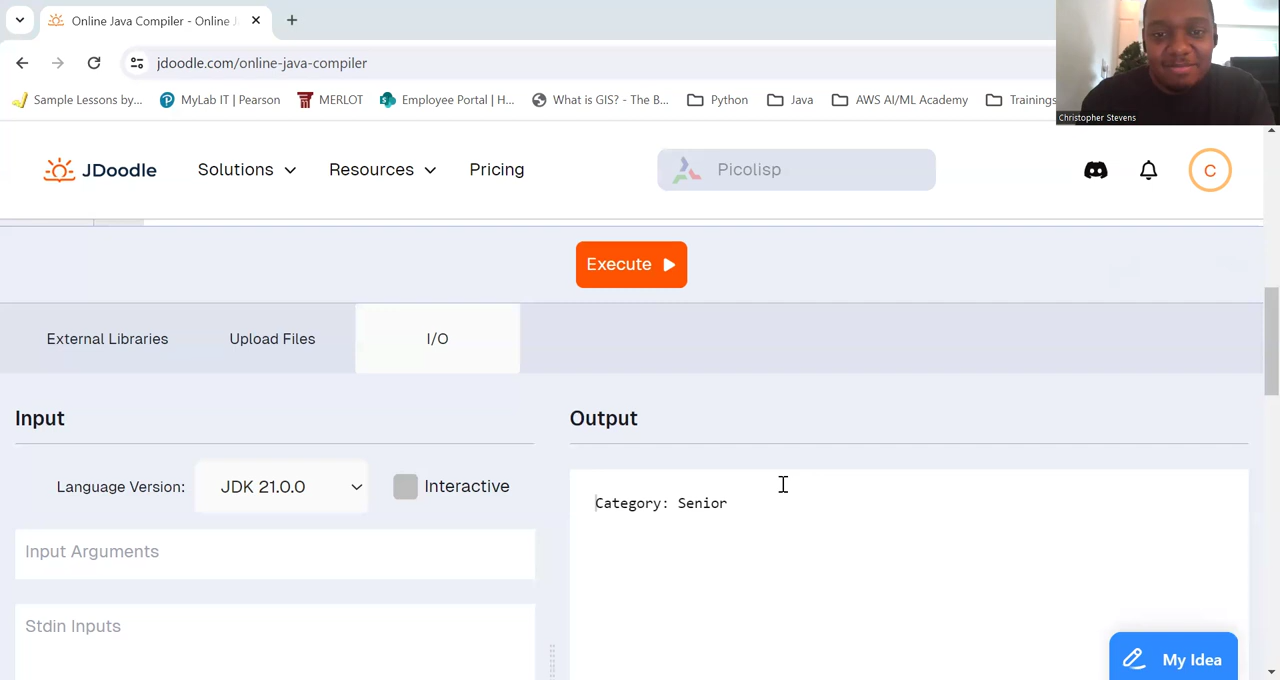 Online Java Compiler - Online J
jdoodle.com/online-java-compiler
Sample Lessons by...
MyLab IT | Pearson
MERLOT
Employee Portal | H...
What is GIS? - The B...
Python
Java
AWS AI/ML Academy
Trainings
Christopher Stevens
JDoodle
Solutions
Resources
Pricing
Picolisp
C
Execute
External Libraries
Upload Files
I/O
Input
Output
Language Version:
JDK 21.0.0
Interactive
Category: Senior
Input Arguments
Stdin Inputs
My Idea